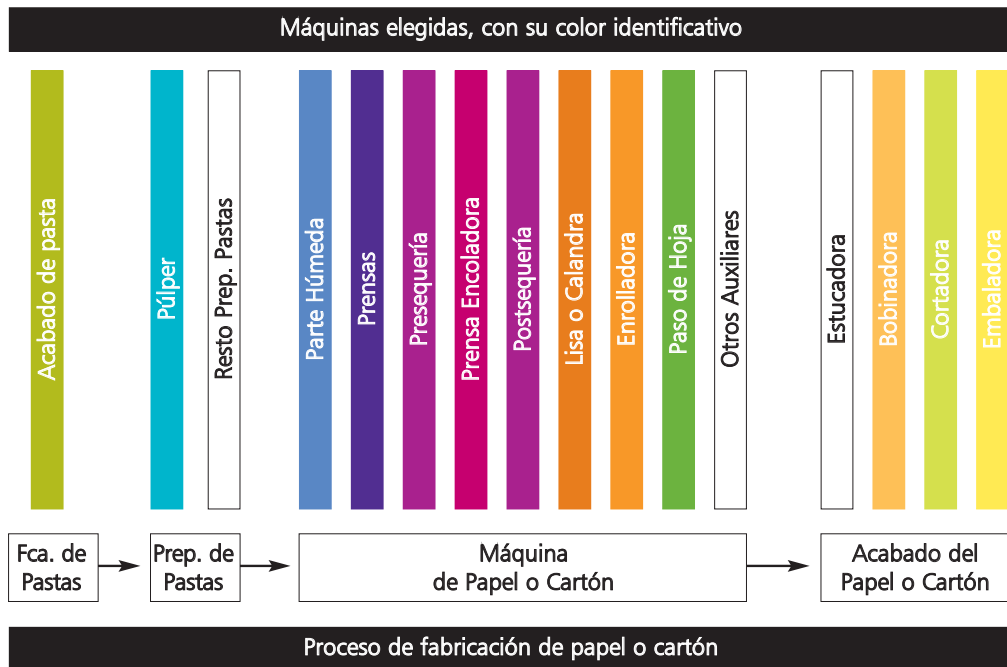 Máquinas elegidas, con su color identificativo
Acabado de pasta
Púlper
Resto Prep. Pastas
Parte Húmeda
Prensas
Presequería
Prensa Encoladora
Postsequería
Lisa o Calandra
Enrolladora
Paso de Hoja
Otros Auxiliares
Estucadora
Bobinadora
Cortadora
Embaladora
Fca. de
Pastas
Prep. de
Pastas
Máquina
de Papel o Cartón
Acabado del
Papel o Cartón
Proceso de fabricación de papel o cartón